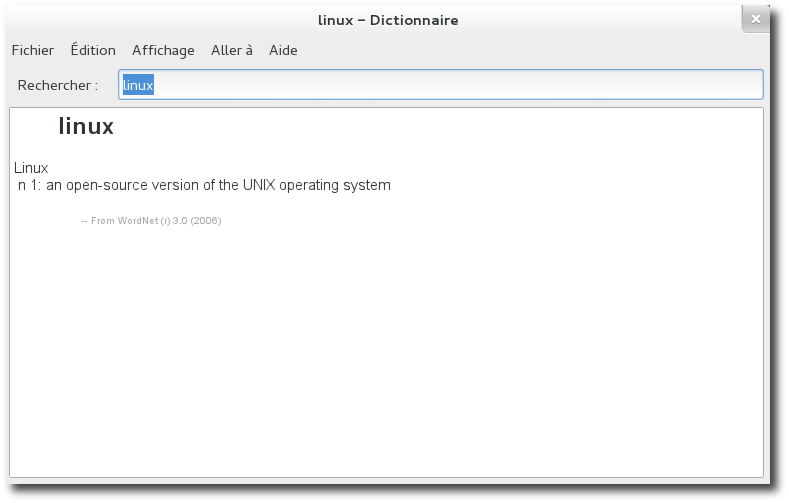 linux – Dictionnaire
Fichier Édition Affichage Aller à Aide
Rechercher : linux
linux
Linux
n 1: an open-source version of the UNIX operating system
-- From WordNet (r) 3.0 (2006)